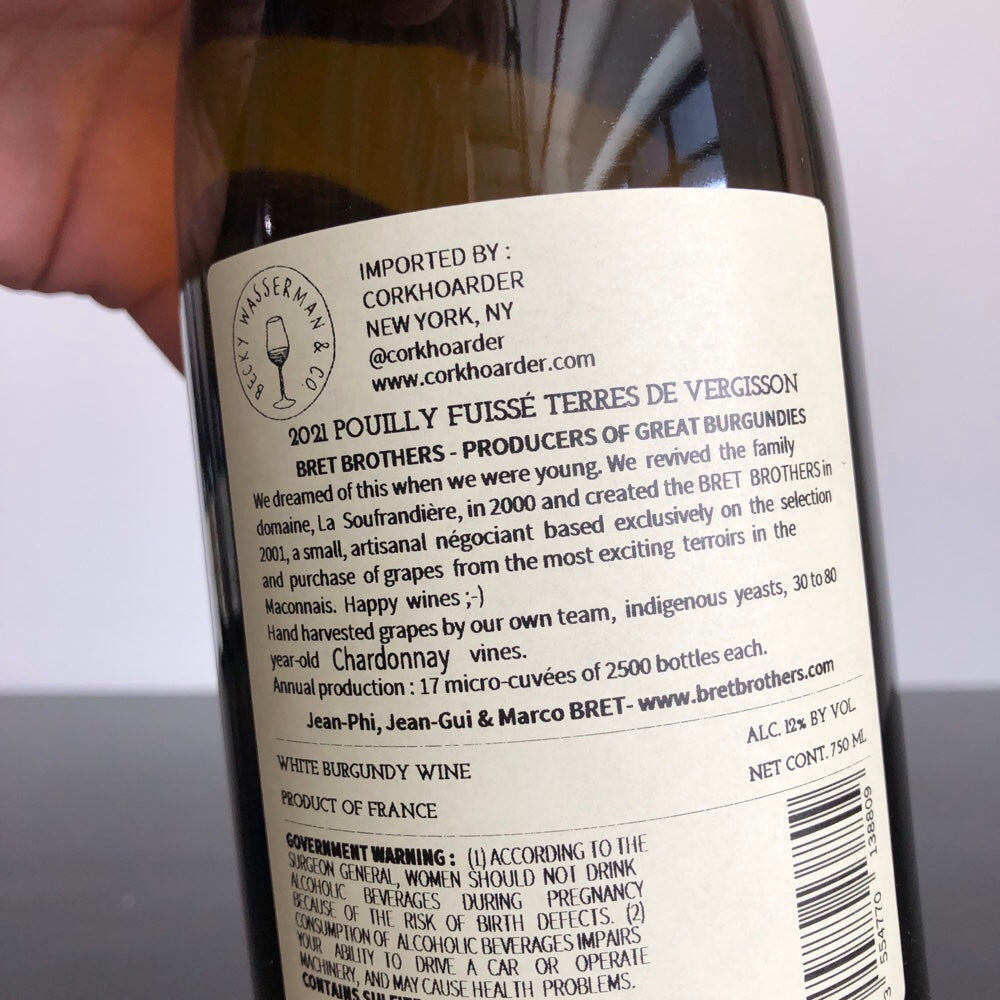 BECKY WASSERMAN & CO.
IMPORTED BY :
CORKHOARDER
NEW YORK, NY
@corkhoarder
www.corkhoarder.com
2021 POUILLY FUISSÉ TERRES DE VERGISSON
BRET BROTHERS - PRODUCERS OF GREAT BURGUNDIES
We dreamed of this when we were young. We revived the family
domaine, La Soufrandière, in 2000 and created the BRET BROTHERS in
2001, a small, artisanal négociant based exclusively on the selection
and purchase of grapes from the most exciting terroirs in the
Maconnais. Happy wines ;-)
Hand harvested grapes by our own team, indigenous yeasts, 30 to 80
year-old Chardonnay vines.
Annual production : 17 micro-cuvées of 2500 bottles each.
Jean-Phi, Jean-Gui & Marco BRET- www.bretbrothers.com
WHITE BURGUNDY WINE
PRODUCT OF FRANCE
ALC. 12% BY VOL.
NET CONT. 750 ML
GOVERNMENT WARNING : (1) ACCORDING TO THE
SURGEON GENERAL, WOMEN SHOULD NOT DRINK
ALCOHOLIC BEVERAGES DURING PREGNANCY
BECAUSE OF THE RISK OF BIRTH DEFECTS. (2)
CONSUMPTION OF ALCOHOLIC BEVERAGES IMPAIRS
YOUR ABILITY TO DRIVE A CAR OR OPERATE
MACHINERY, AND MAY CAUSE HEALTH PROBLEMS.
CONTAINS
3 554770 138809